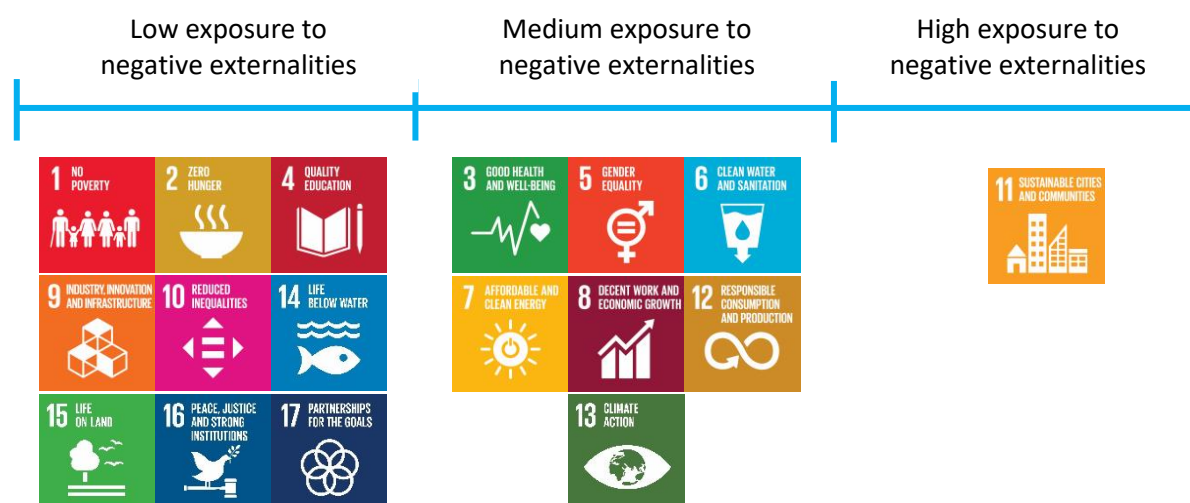 Low exposure to
negative externalities
Medium exposure to
negative externalities
High exposure to
negative externalities
1 NO
POVERTY
2 ZERO
HUNGER
4 QUALITY
EDUCATION
3 GOOD HEALTH
AND WELL-BEING
5 GENDER
EQUALITY
6 CLEAN WATER
AND SANITATION
11 SUSTAINABLE CITIES
AND COMMUNITIES
9 INDUSTRY, INNOVATION
AND INFRASTRUCTURE
10 REDUCED
INEQUALITIES
14 LIFE
BELOW WATER
7 AFFORDABLE AND
CLEAN ENERGY
8 DECENT WORK AND
ECONOMIC GROWTH
12 RESPONSIBLE
CONSUMPTION
AND PRODUCTION
15 LIFE
ON LAND
16 PEACE, JUSTICE
AND STRONG
INSTITUTIONS
17 PARTNERSHIPS
FOR THE GOALS
13 CLIMATE
ACTION